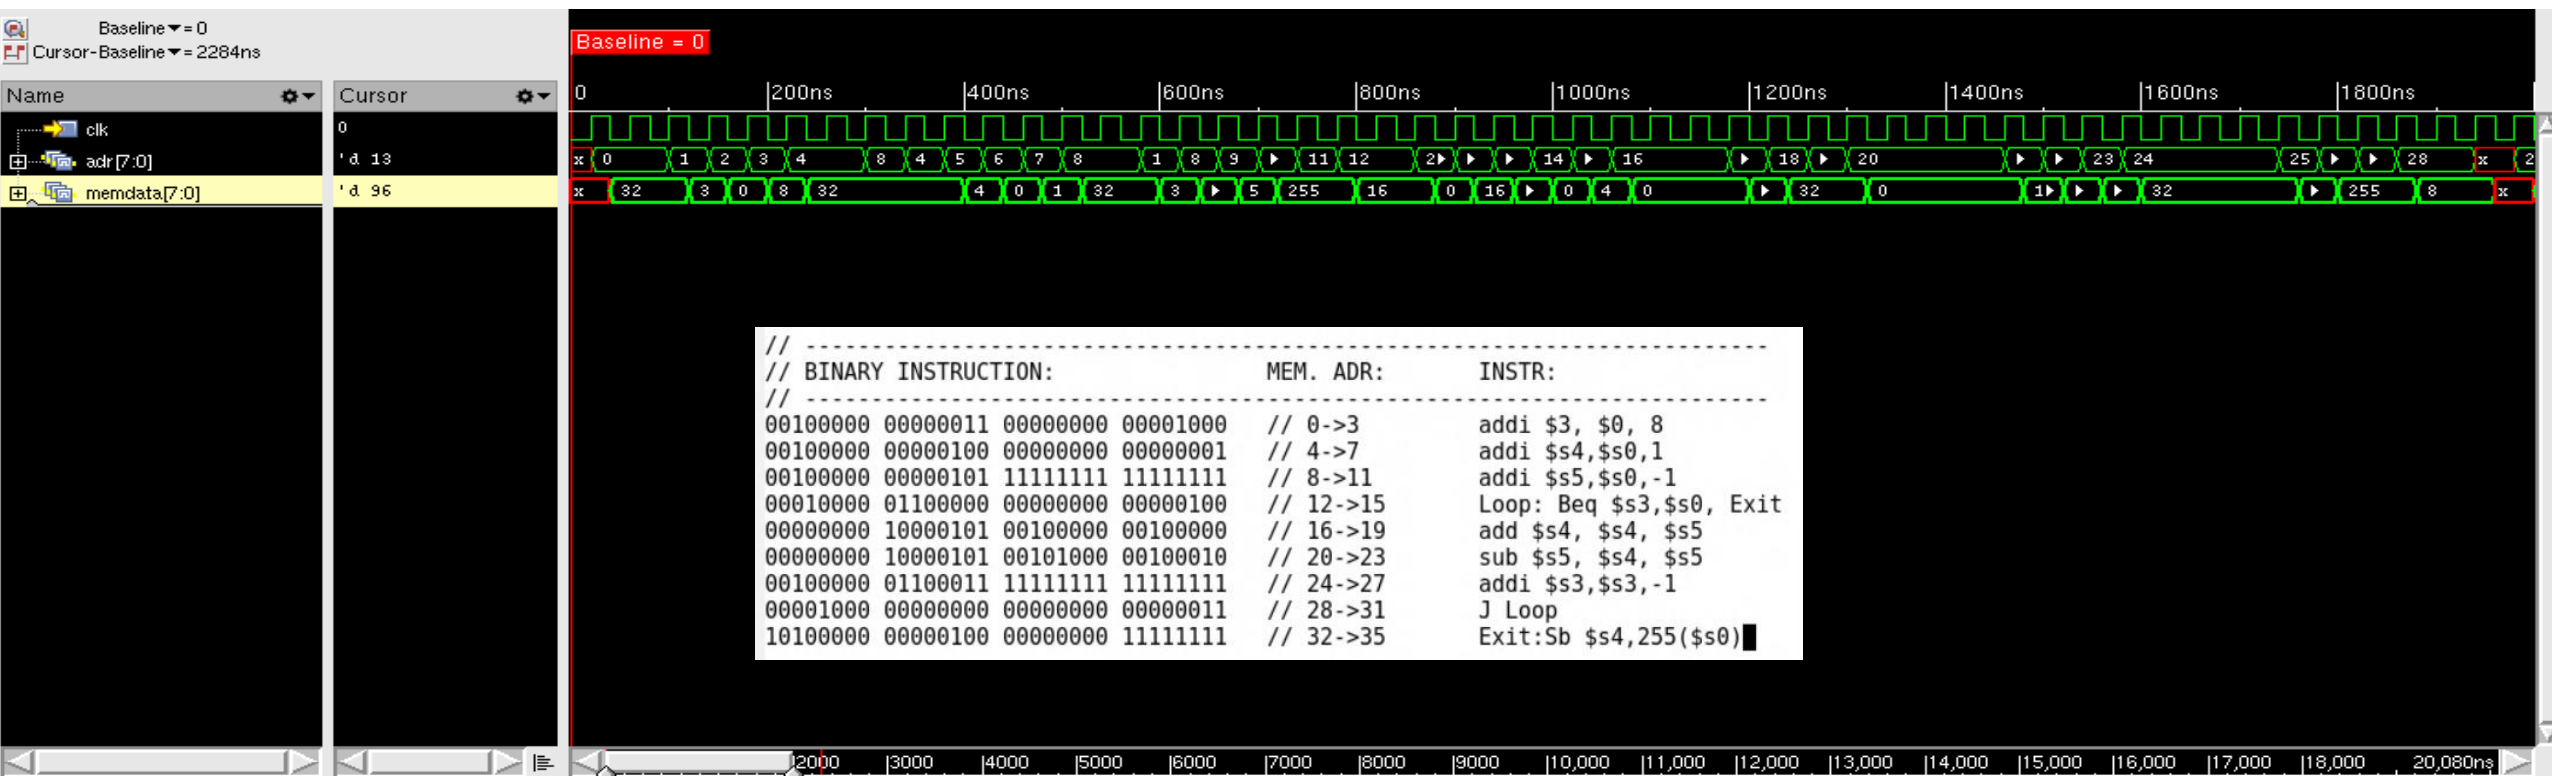 Baseline = 0
Cursor-Baseline = 2284ns
Baseline = 0
Name Cursor
0 200ns 400ns 600ns 800ns 1000ns 1200ns 1400ns 1600ns 1800ns
clk 0
adr[7:0] 'd 13 x 0 1 2 3 4 8 4 5 6 7 8 1 8 9 11 12 2 14 16 18 20 23 24 25 28 x 2
memdata[7:0] 'd 96 x 32 3 0 8 32 4 0 1 32 3 5 255 16 0 16 0 4 0 32 0 1 32 255 8 x
// --------------------------------------------------------------------------
// BINARY INSTRUCTION: MEM. ADR: INSTR:
// --------------------------------------------------------------------------
00100000 00000011 00000000 00001000 // 0->3 addi $3, $0, 8
00100000 00000100 00000000 00000001 // 4->7 addi $s4,$s0,1
00100000 00000101 11111111 11111111 // 8->11 addi $s5,$s0,-1
00010000 01100000 00000000 00000100 // 12->15 Loop: Beq $s3,$s0, Exit
00000000 10000101 00100000 00100000 // 16->19 add $s4, $s4, $s5
00000000 10000101 00101000 00100010 // 20->23 sub $s5, $s4, $s5
00100000 01100011 11111111 11111111 // 24->27 addi $s3,$s3,-1
00001000 00000000 00000000 00000011 // 28->31 J Loop
10100000 00000100 00000000 11111111 // 32->35 Exit:Sb $s4,255($s0)
2000 3000 4000 5000 6000 7000 8000 9000 10,000 11,000 12,000 13,000 14,000 15,000 16,000 17,000 18,000 20,080ns